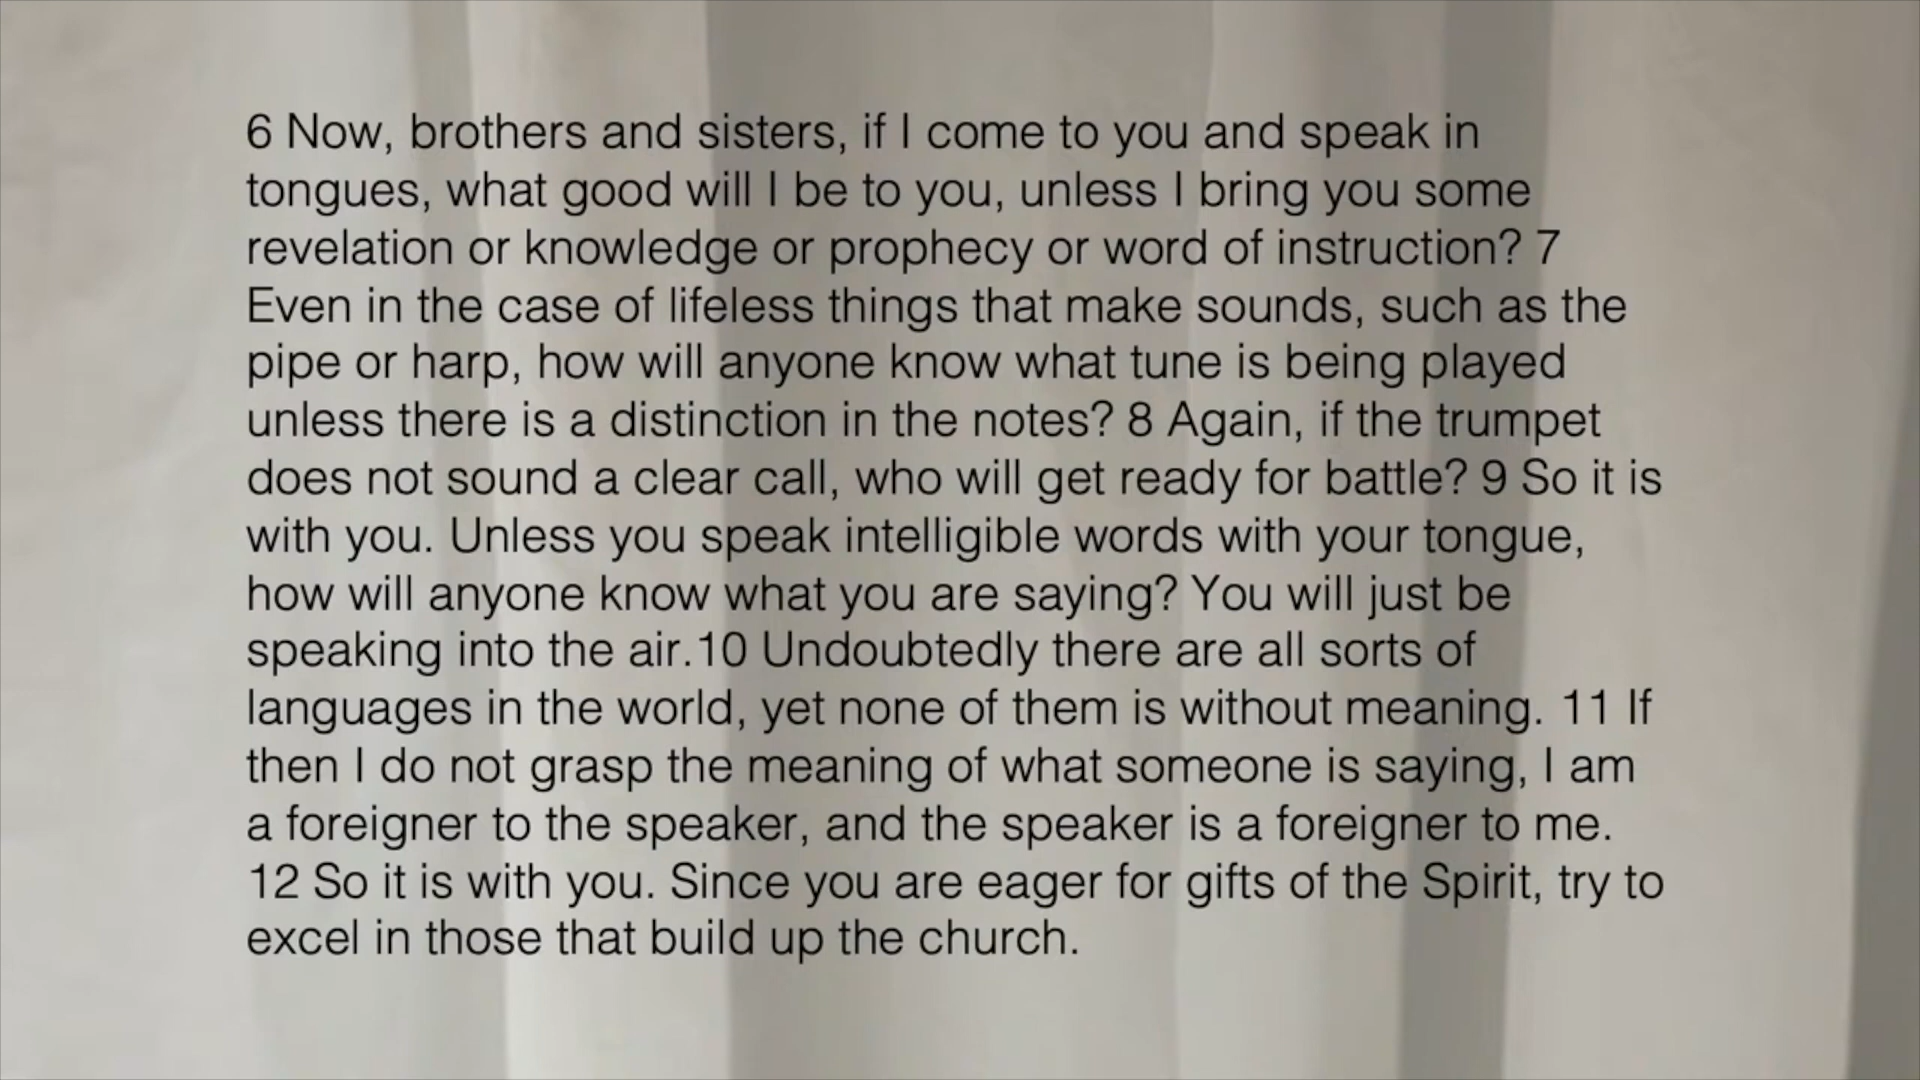 6 Now, brothers and sisters, if I come to you and speak in
tongues, what good will I be to you, unless I bring you some
revelation or knowledge or prophecy or word of instruction? 7
Even in the case of lifeless things that make sounds, such as the
pipe or harp, how will anyone know what tune is being played
unless there is a distinction in the notes? 8 Again, if the trumpet
does not sound a clear call, who will get ready for battle? 9 So it is
with you. Unless you speak intelligible words with your tongue,
how will anyone know what you are saying? You will just be
speaking into the air.10 Undoubtedly there are all sorts of
languages in the world, yet none of them is without meaning. 11 If
then I do not grasp the meaning of what someone is saying, I am
a foreigner to the speaker, and the speaker is a foreigner to me.
12 So it is with you. Since you are eager for gifts of the Spirit, try to
excel in those that build up the church.